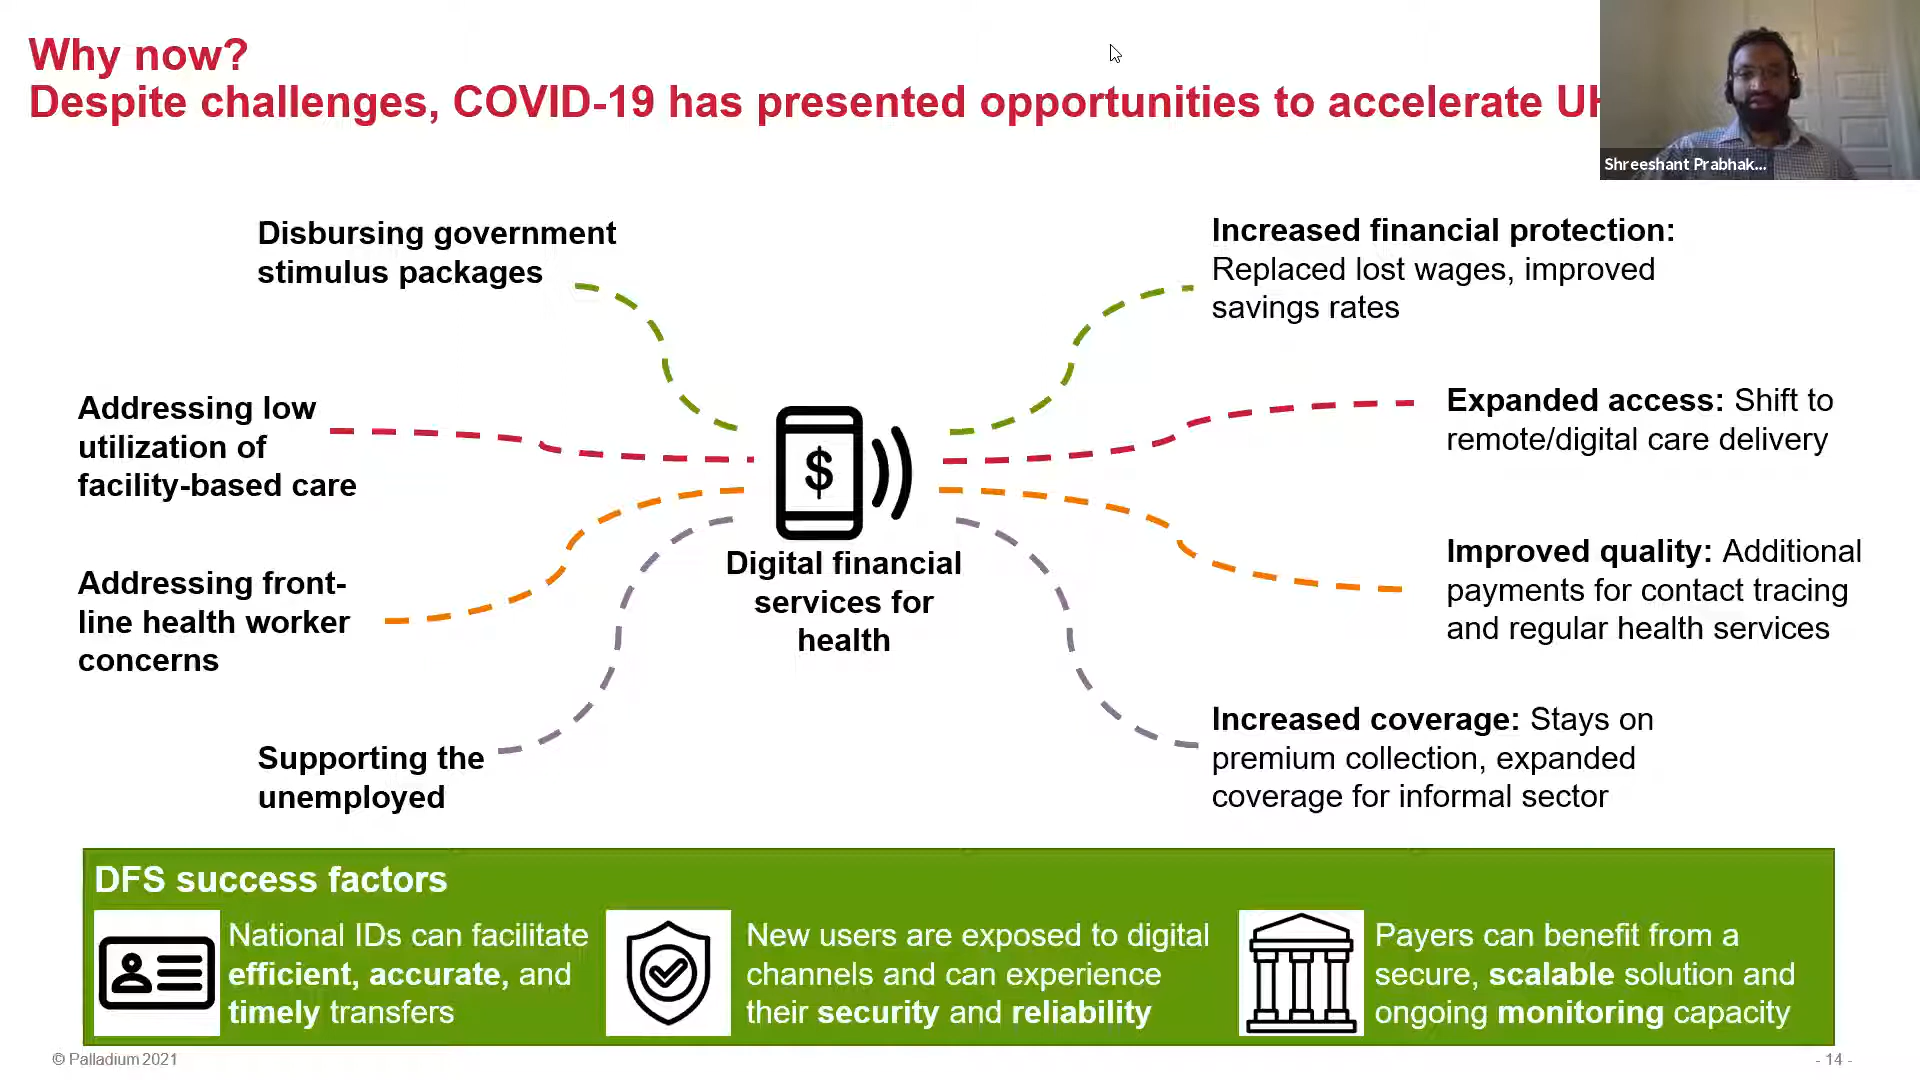 Why now?
Despite challenges, COVID-19 has presented opportunities to accelerate
Shreeshant Prabhak...
Disbursing government
stimulus packages
Addressing low
utilization of
facility-based care
Addressing front-
line health worker
concerns
Supporting the
unemployed
$
Digital financial
services for
health
Increased financial protection:
Replaced lost wages, improved
savings rates
Expanded access: Shift to
remote/digital care delivery
Improved quality: Additional
payments for contact tracing
and regular health services
Increased coverage: Stays on
premium collection, expanded
coverage for informal sector
DFS success factors
National IDs can facilitate
efficient, accurate, and
timely transfers
New users are exposed to digital
channels and can experience
their security and reliability
Payers can benefit from a
secure, scalable solution and
ongoing monitoring capacity
© Palladium 2021
- 14 -